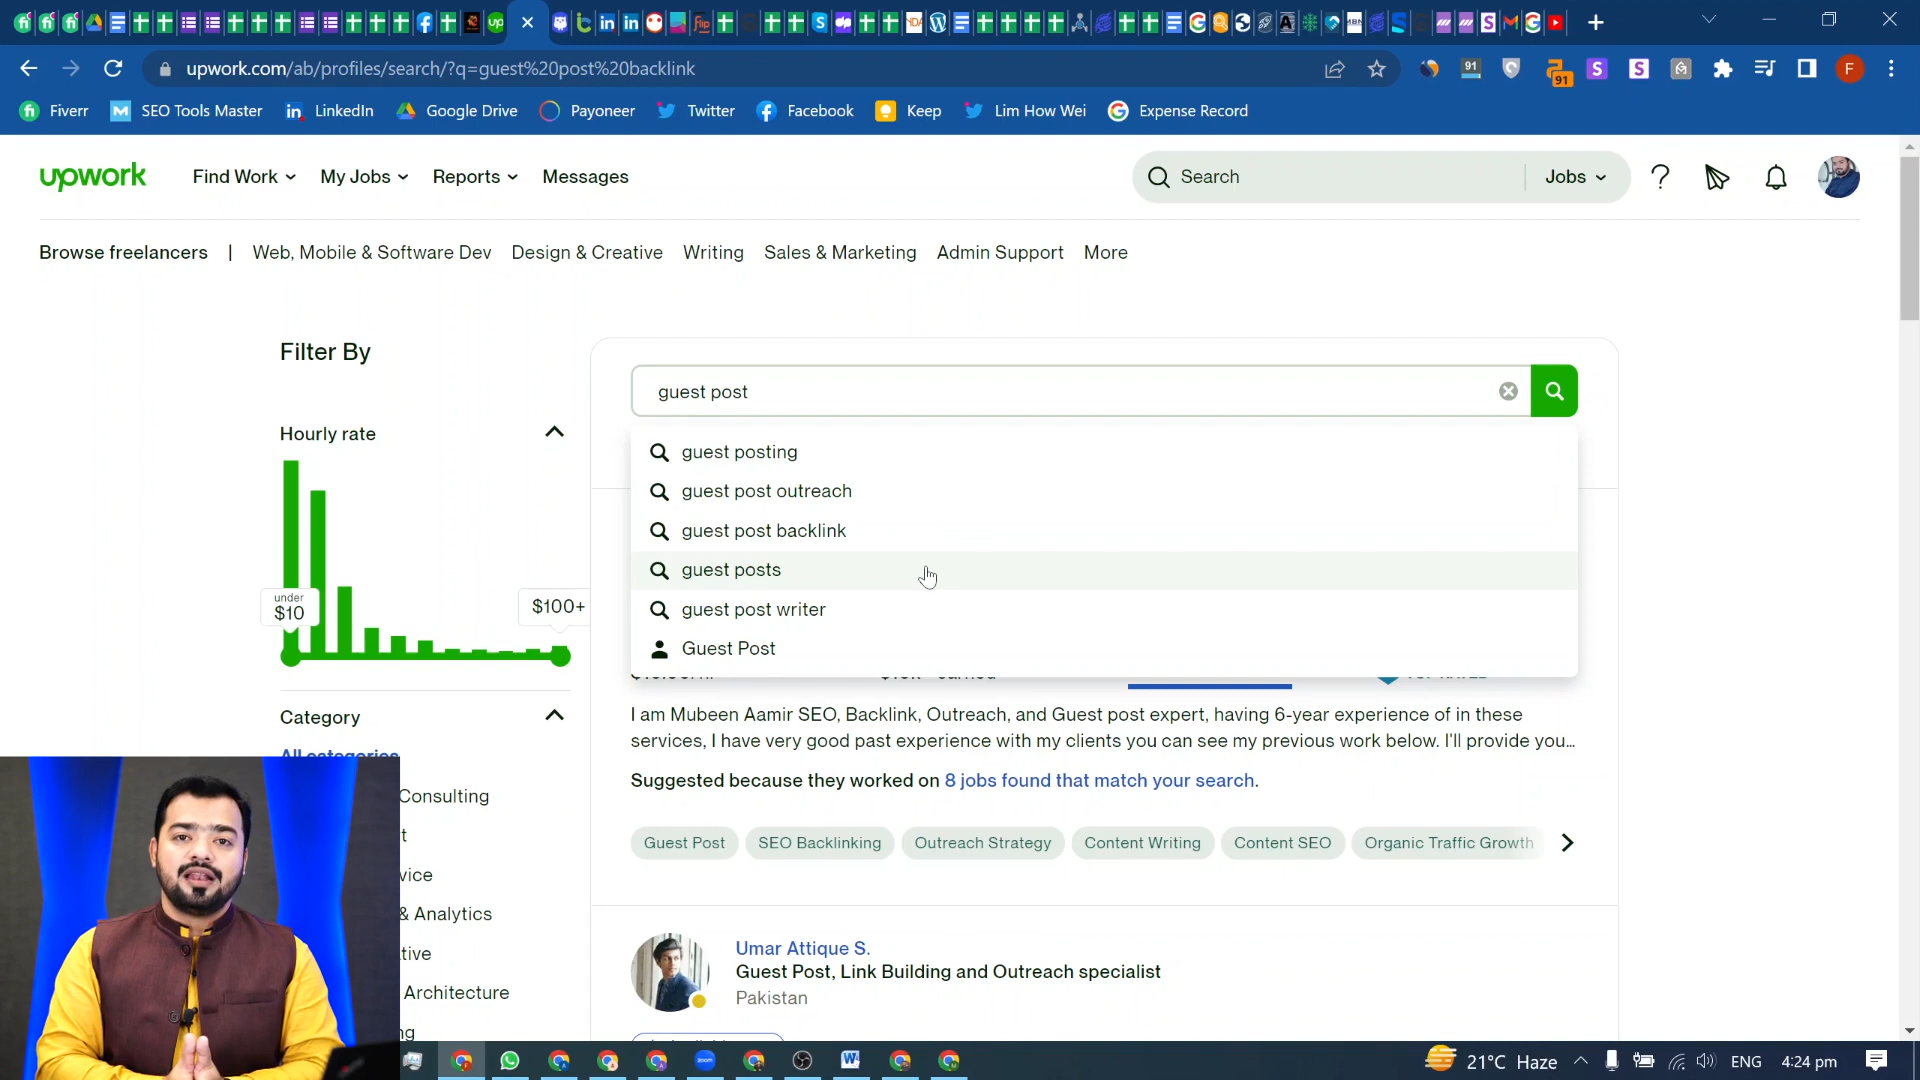 upwork.com/ab/profiles/search/?q=guest%20post%20backlink
91
91
F
Fiverr
SEO Tools Master
LinkedIn
Google Drive
Payoneer
Twitter
Facebook
Keep
Lim How Wei
Expense Record
upwork
Find Work
My Jobs
Reports
Messages
Search
Jobs
Browse freelancers | Web, Mobile & Software Dev Design & Creative Writing Sales & Marketing Admin Support More
Filter By
Hourly rate
under
$10
$100+
Category
All categories
Consulting
t
vice
& Analytics
tive
Architecture
ng
guest post
guest posting
guest post outreach
guest post backlink
guest posts
guest post writer
Guest Post
I am Mubeen Aamir SEO, Backlink, Outreach, and Guest post expert, having 6-year experience of in these
services, I have very good past experience with my clients you can see my previous work below. I'll provide you...
Suggested because they worked on 8 jobs found that match your search.
Guest Post
SEO Backlinking
Outreach Strategy
Content Writing
Content SEO
Organic Traffic Growth
Umar Attique S.
Guest Post, Link Building and Outreach specialist
Pakistan
21°C Haze
ENG
4:24 pm